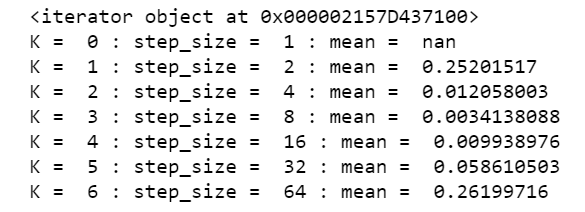 <iterator object at 0x000002157D437100>
K =  0 : step_size =  1 : mean =  nan
K =  1 : step_size =  2 : mean =  0.25201517
K =  2 : step_size =  4 : mean =  0.012058003
K =  3 : step_size =  8 : mean =  0.0034138088
K =  4 : step_size =  16 : mean =  0.009938976
K =  5 : step_size =  32 : mean =  0.058610503
K =  6 : step_size =  64 : mean =  0.26199716